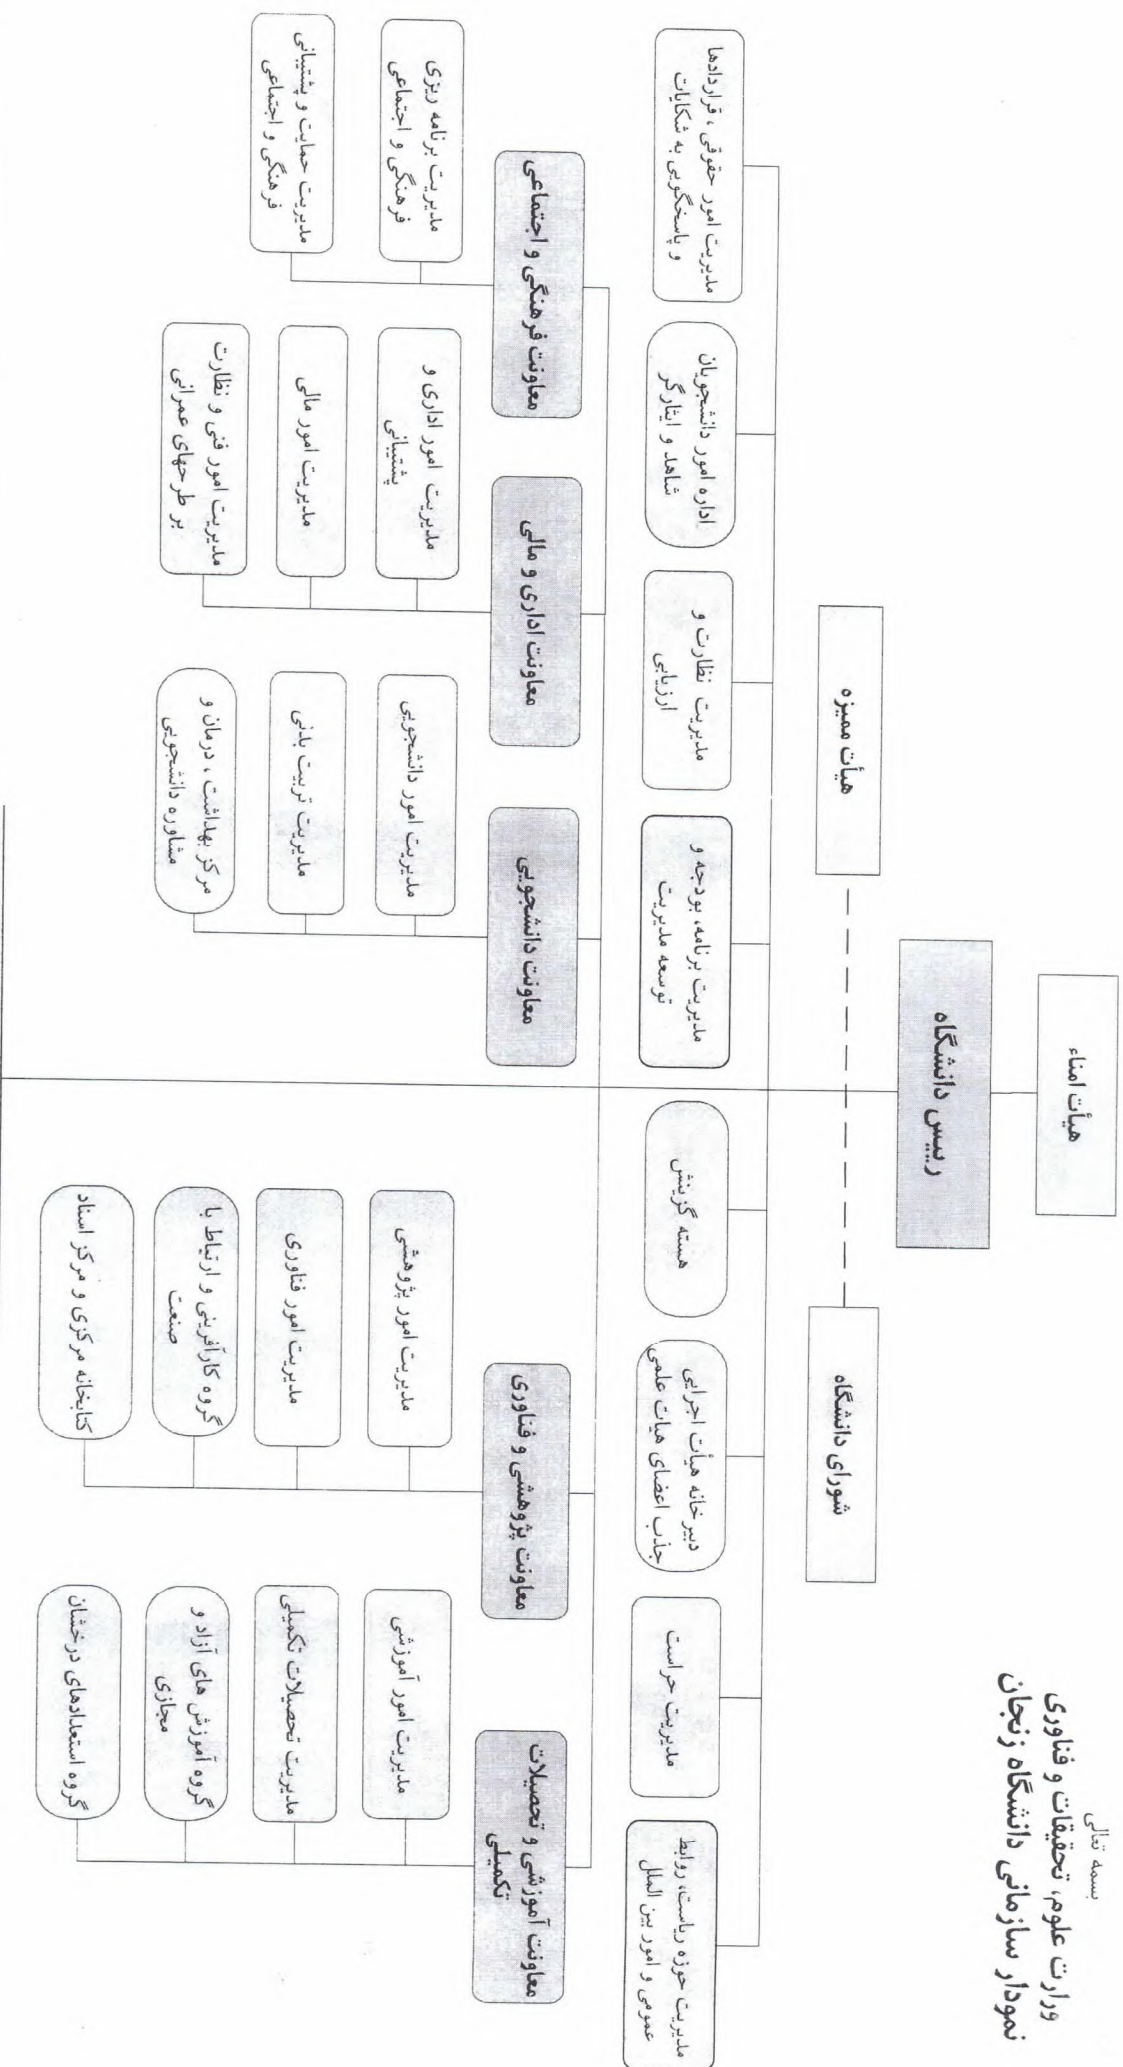 بسمه تعالی
وزارت علوم، تحقیقات و فناوری
نمودار سازمانی دانشگاه زنجان
هیأت امناء
رییس دانشگاه
شورای دانشگاه
هیأت ممیزه
مدیریت حوزه ریاست، روابط
عمومی و امور بین الملل
مدیریت حراست
دبیرخانه هیأت اجرایی
جذب اعضای هیات علمی
هسته گزینش
مدیریت برنامه، بودجه و
توسعه مدیریت
مدیریت نظارت و
ارزیابی
اداره امور دانشجویان
شاهد و ایثارگر
مدیریت امور حقوقی ، قراردادها
و پاسخگویی به شکایات
معاونت آموزشی و تحصیلات
تکمیلی
مدیریت امور آموزشی
مدیریت تحصیلات تکمیلی
گروه آموزش های آزاد و
مجازی
گروه استعدادهای درخشان
معاونت پژوهشی و فناوری
مدیریت امور پژوهشی
مدیریت امور فناوری
گروه کارآفرینی و ارتباط با
صنعت
کتابخانه مرکزی و مرکز اسناد
معاونت دانشجویی
مدیریت امور دانشجویی
مدیریت تربیت بدنی
مرکز بهداشت ، درمان و
مشاوره دانشجویی
معاونت اداری و مالی
مدیریت امور اداری و
پشتیبانی
مدیریت امور مالی
مدیریت امور فنی و نظارت
بر طرحهای عمرانی
معاونت فرهنگی و اجتماعی
مدیریت برنامه ریزی
فرهنگی و اجتماعی
مدیریت حمایت و پشتیبانی
فرهنگی و اجتماعی